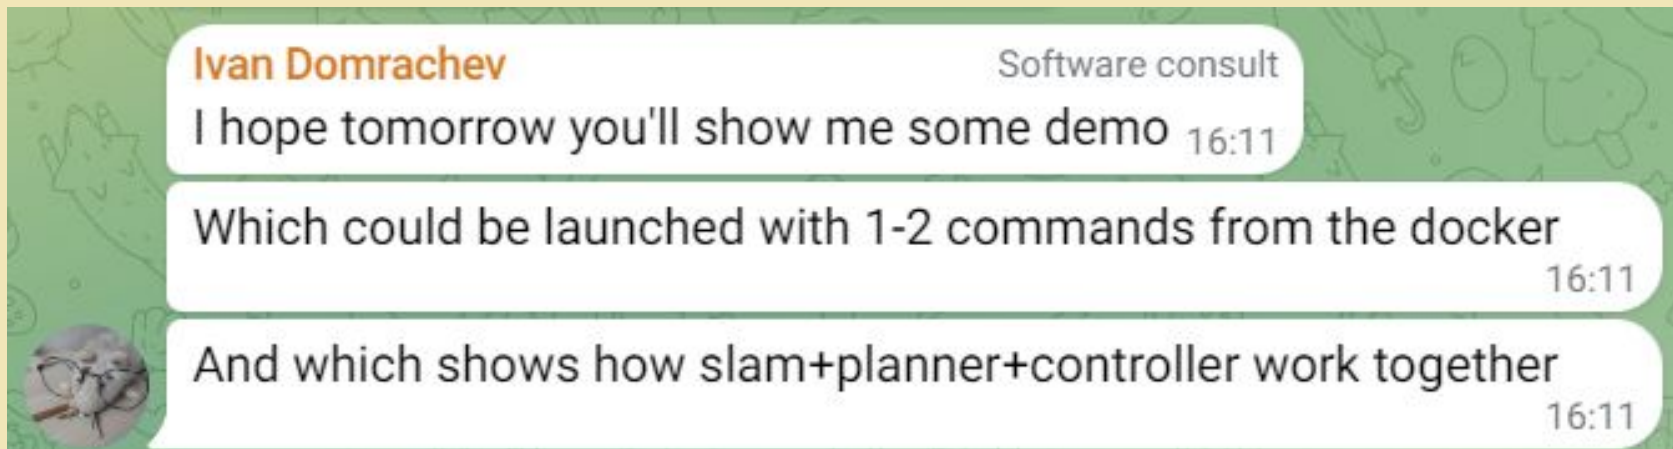 Ivan Domrachev Software consult
I hope tomorrow you'll show me some demo 16:11
Which could be launched with 1-2 commands from the docker
16:11
And which shows how slam+planner+controller work together
16:11